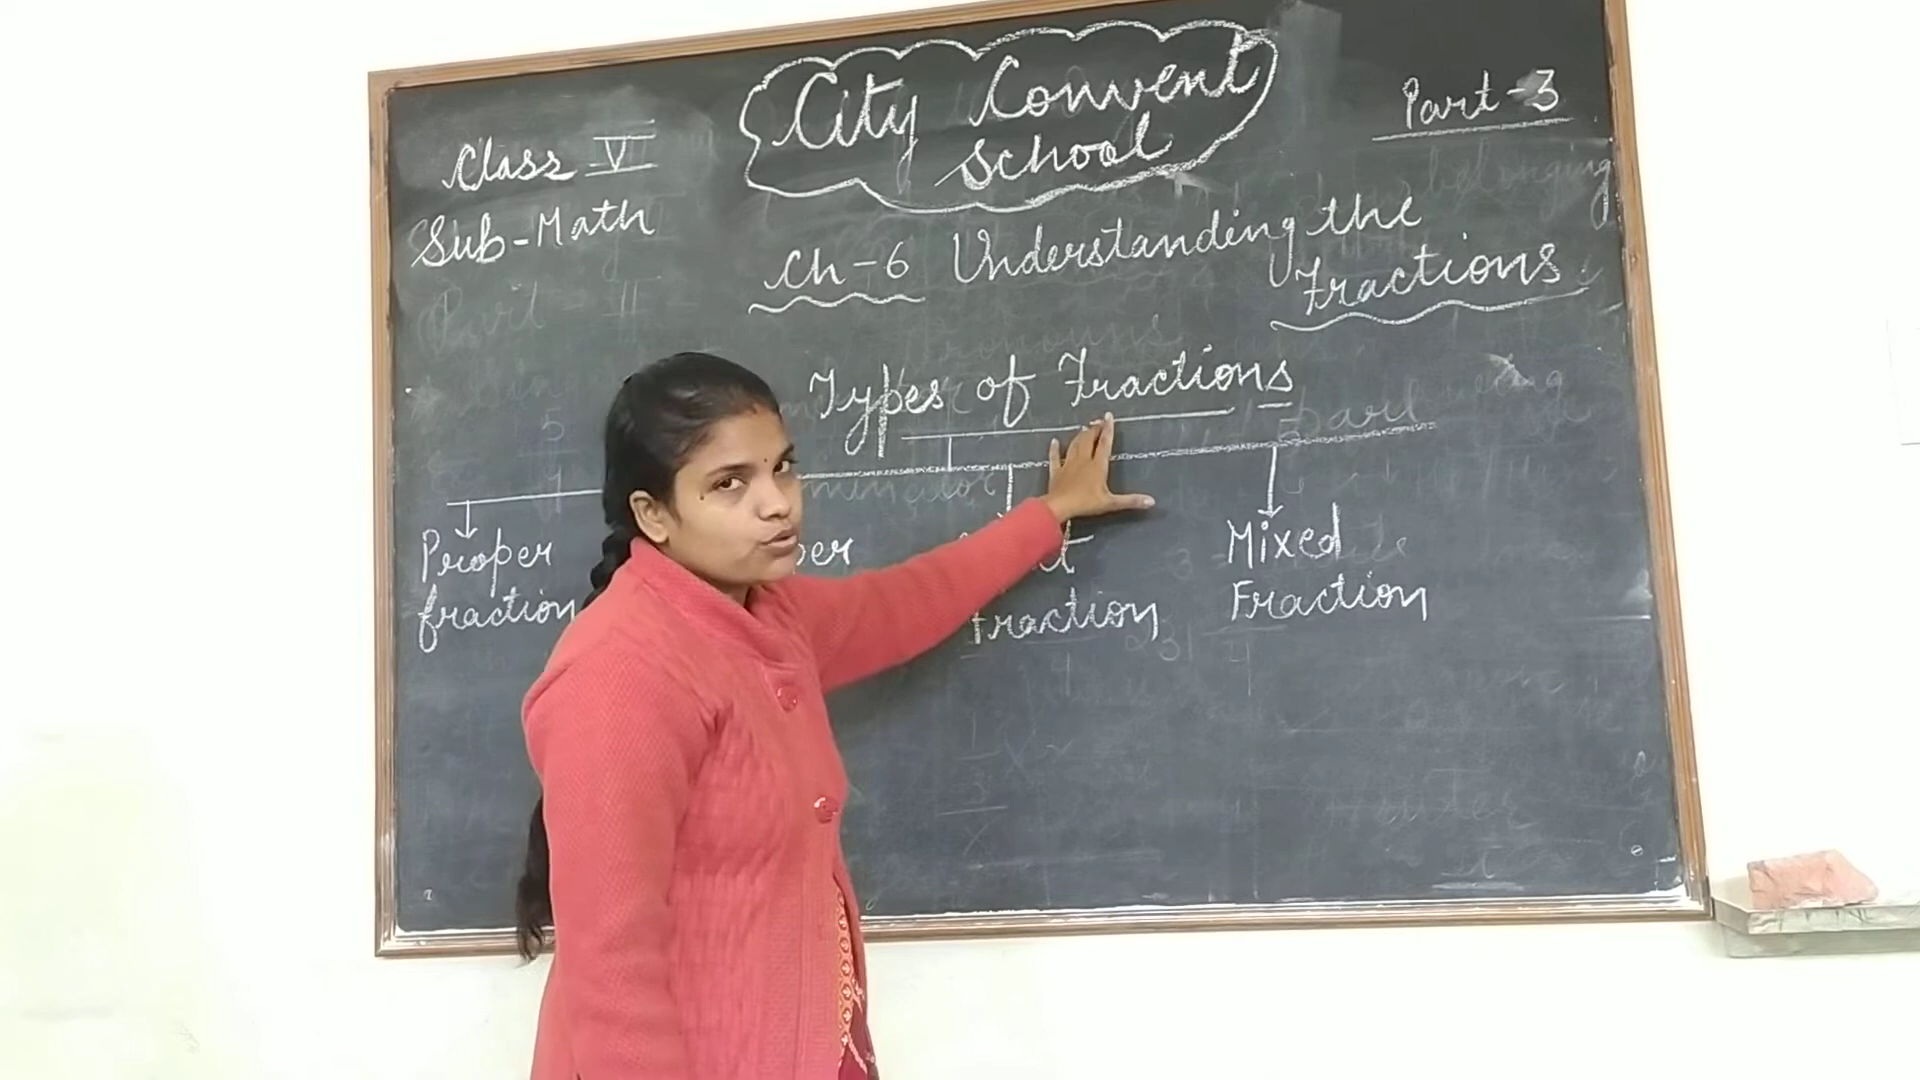 City Convent
School
Part-3
Class V
Sub-Math
Ch-6 Understanding the
Fractions
Types of Fractions
Proper
fraction
Fraction
Mixed
Fraction